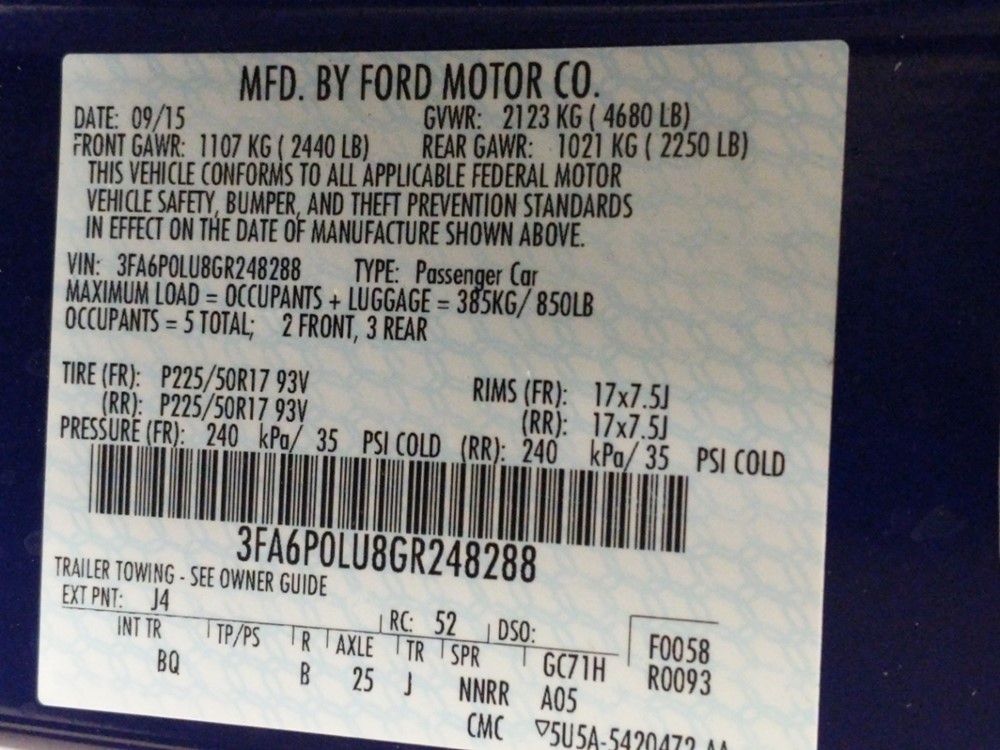 MFD. BY FORD MOTOR CO.
DATE: 09/15 GVWR: 2123 KG ( 4680 LB)
FRONT GAWR: 1107 KG ( 2440 LB) REAR GAWR: 1021 KG ( 2250 LB)
THIS VEHICLE CONFORMS TO ALL APPLICABLE FEDERAL MOTOR
VEHICLE SAFETY, BUMPER, AND THEFT PREVENTION STANDARDS
IN EFFECT ON THE DATE OF MANUFACTURE SHOWN ABOVE.
VIN: 3FA6P0LU8GR248288 TYPE: Passenger Car
MAXIMUM LOAD = OCCUPANTS + LUGGAGE = 385KG/ 850LB
OCCUPANTS = 5 TOTAL; 2 FRONT, 3 REAR
TIRE (FR): P225/50R17 93V RIMS (FR): 17x7.5J
(RR): P225/50R17 93V (RR): 17x7.5J
PRESSURE (FR): 240 kPa/ 35 PSI COLD (RR): 240 kPa/ 35 PSI COLD
3FA6P0LU8GR248288
TRAILER TOWING - SEE OWNER GUIDE
EXT PNT: J4 RC: 52 DSO: F0058
INT TR TP/PS R AXLE TR SPR GC71H R0093
BQ B 25 J NNRR A05
CMC ▽5U5A-5420472-AA